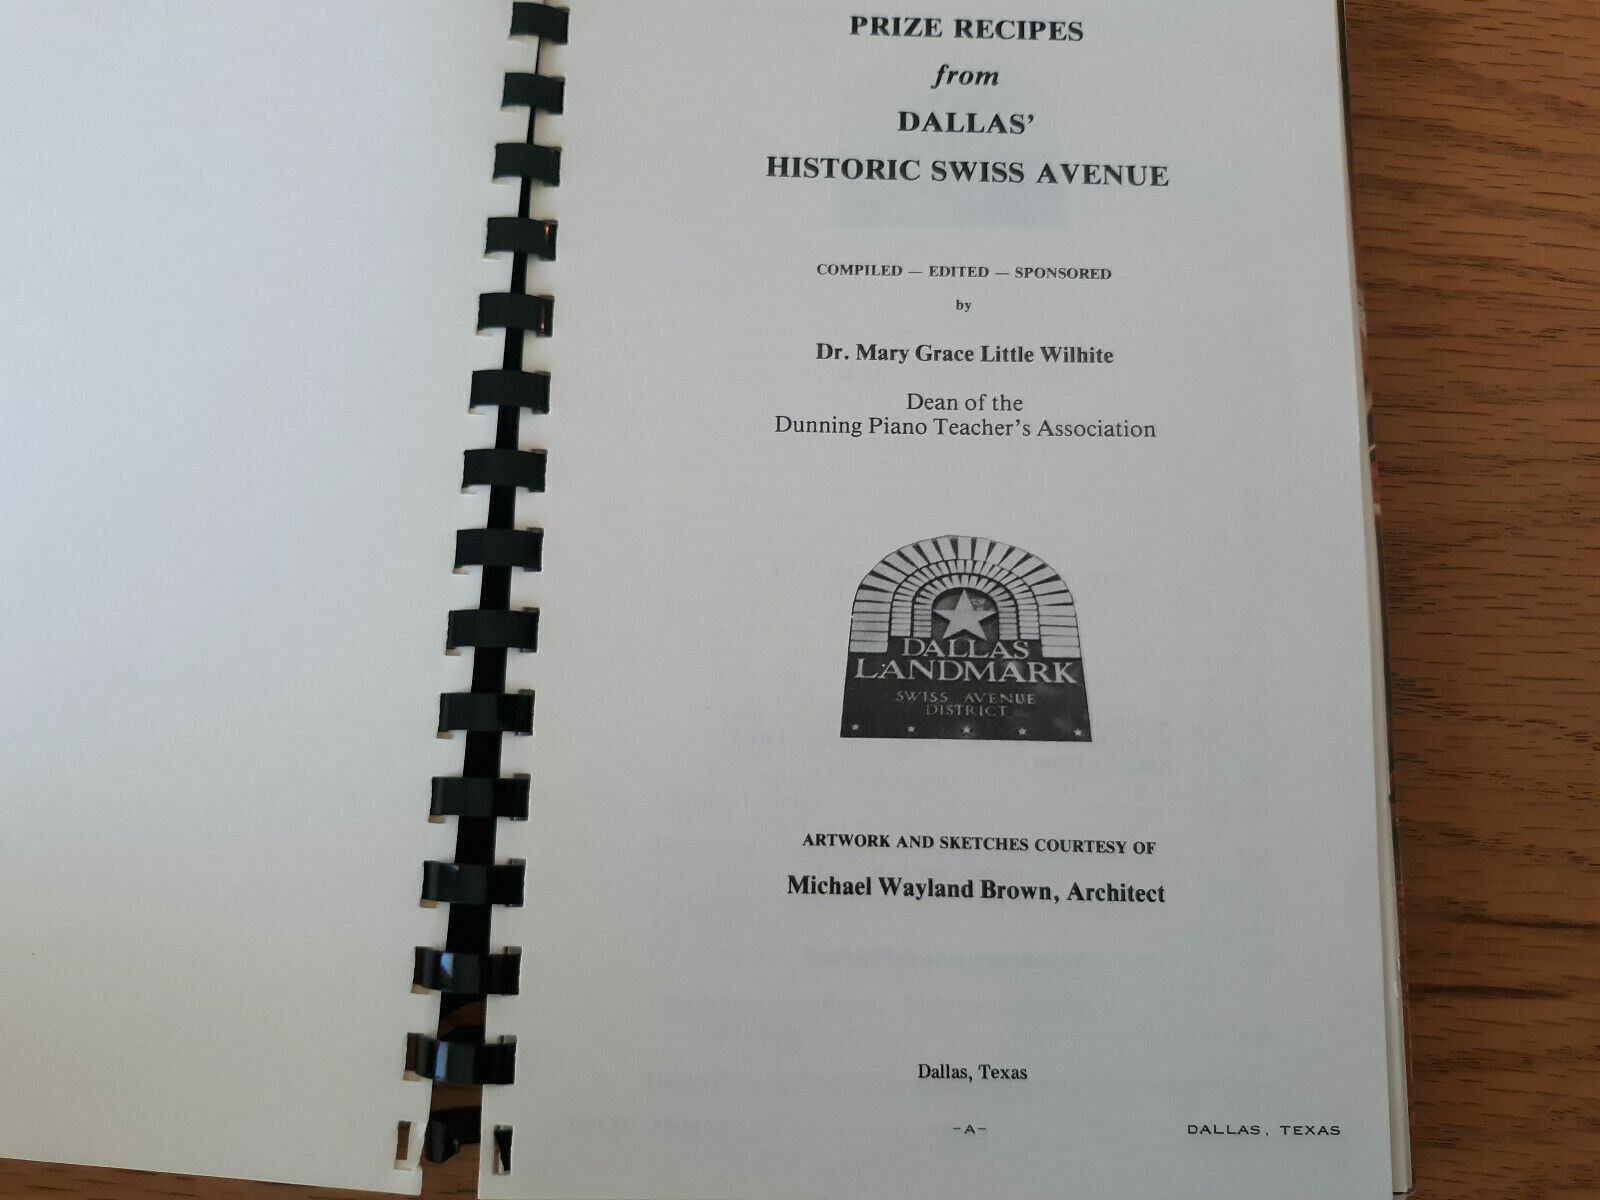 PRIZE RECIPES
from
DALLAS'
HISTORIC SWISS AVENUE
COMPILED — EDITED — SPONSORED
by
Dr. Mary Grace Little Wilhite
Dean of the
Dunning Piano Teacher's Association
DALLAS
LANDMARK
SWISS AVENUE
DISTRICT
ARTWORK AND SKETCHES COURTESY OF
Michael Wayland Brown, Architect
Dallas, Texas
-A-
DALLAS, TEXAS